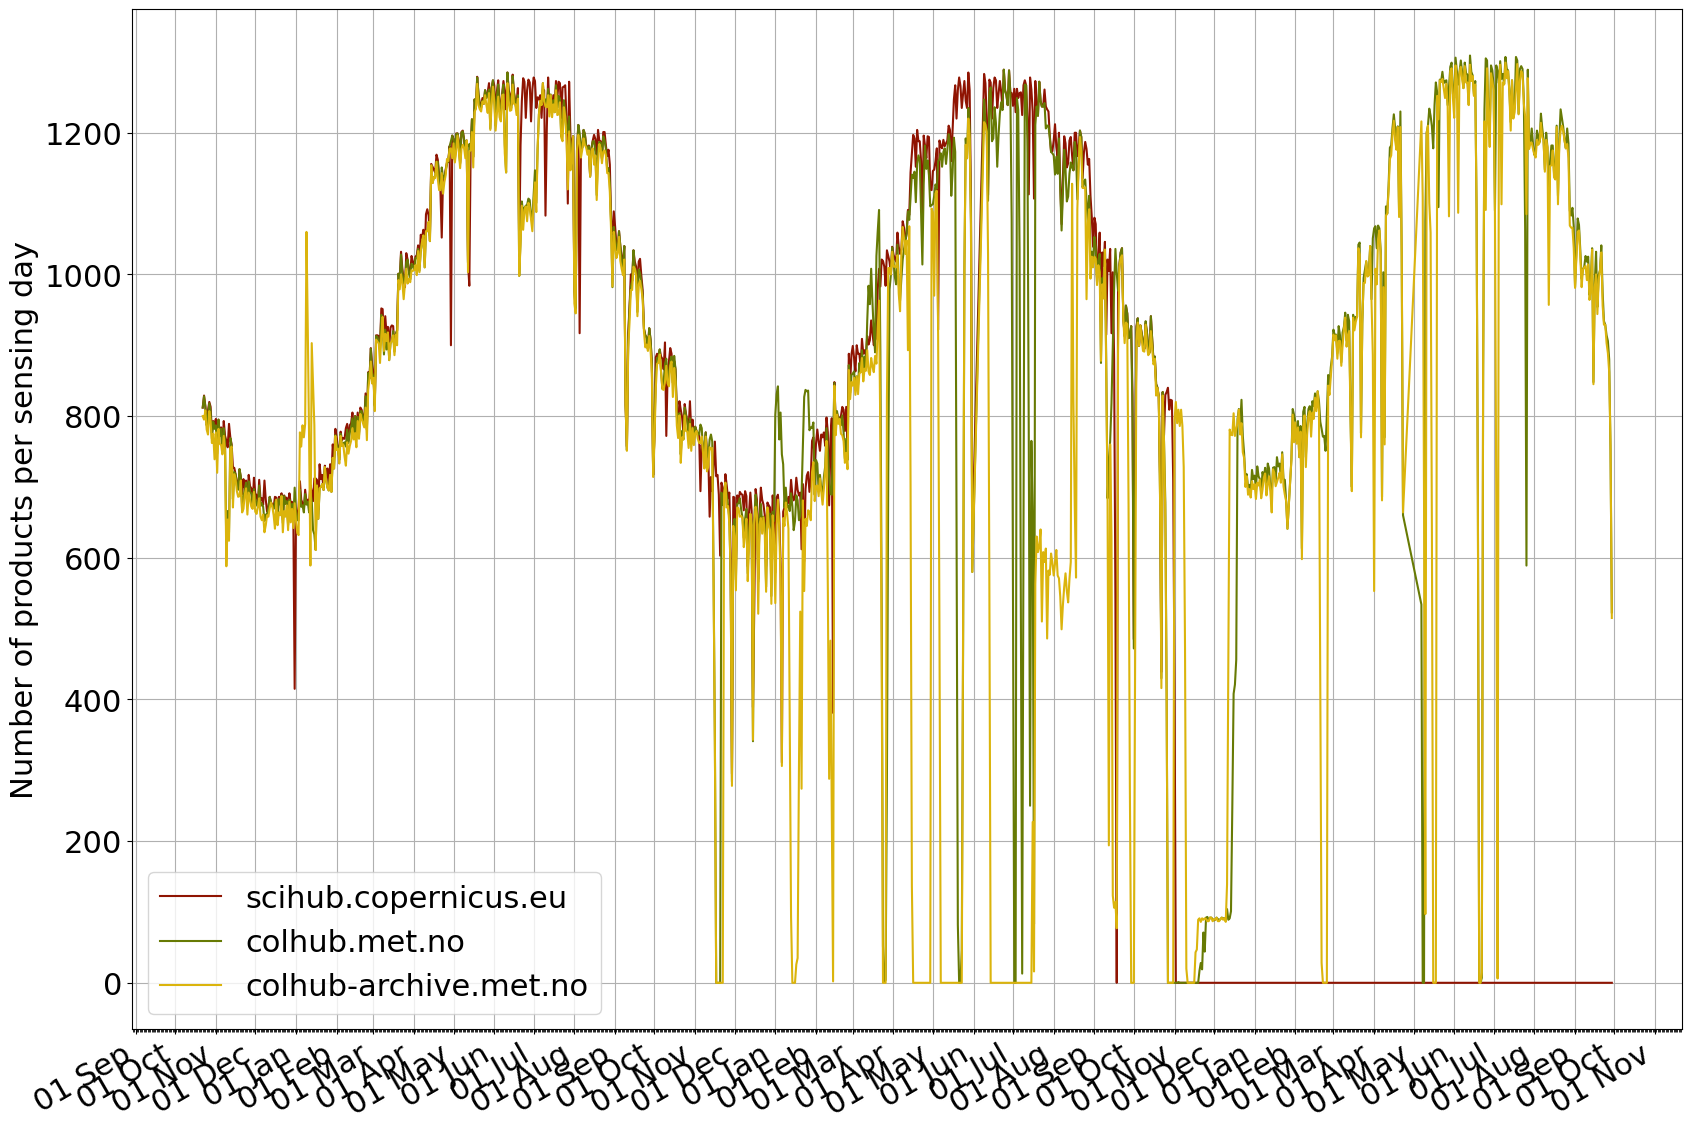 Number of products per sensing day
1200
1000
800
600
400
200
0
scihub.copernicus.eu
colhub.met.no
colhub-archive.met.no
01 Sep
01 Oct
01 Nov
01 Dec
01 Jan
01 Feb
01 Mar
01 Apr
01 May
01 Jun
01 Jul
01 Aug
01 Sep
01 Oct
01 Nov
01 Dec
01 Jan
01 Feb
01 Mar
01 Apr
01 May
01 Jun
01 Jul
01 Aug
01 Sep
01 Oct
01 Nov
01 Dec
01 Jan
01 Feb
01 Mar
01 Apr
01 May
01 Jun
01 Jul
01 Aug
01 Sep
01 Oct
01 Nov